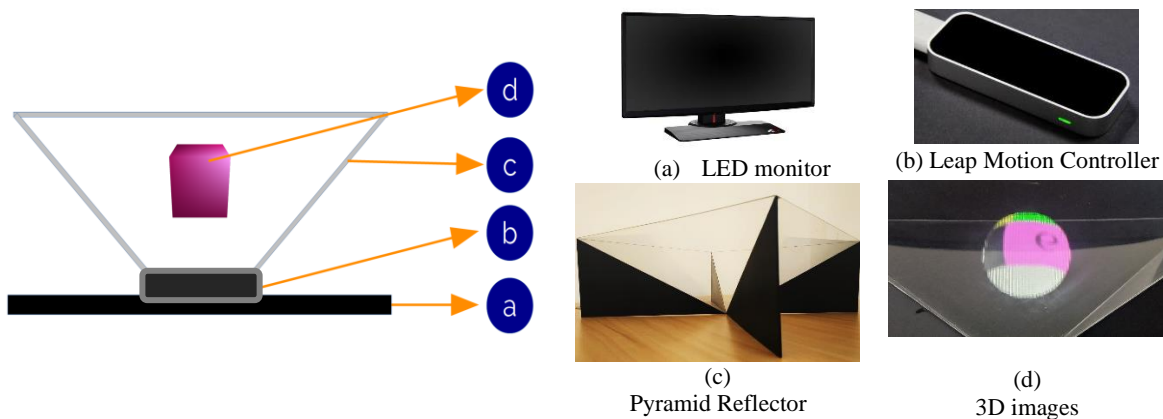 d
c
b
a
(a) LED monitor
(b) Leap Motion Controller
(c)
Pyramid Reflector
(d)
3D images